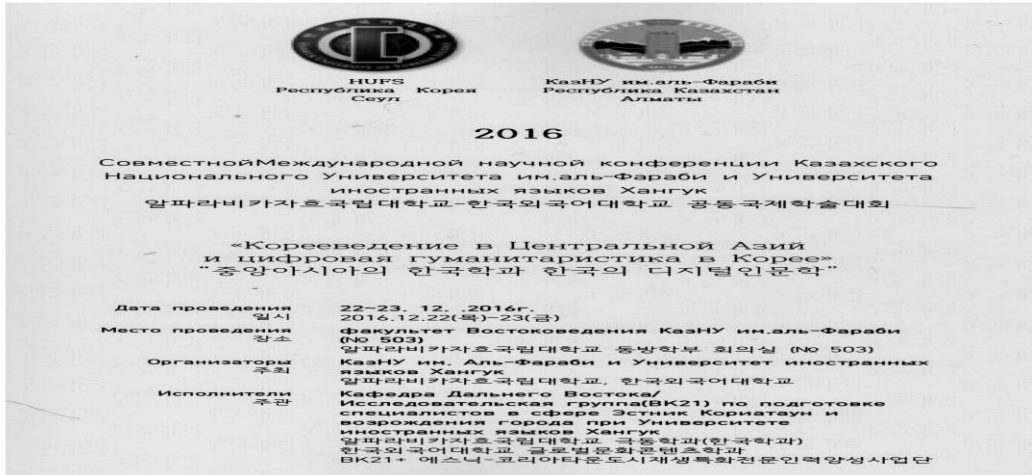 HUFS
Республика Корея
Сеул
КазНУ им.аль-Фараби
Республика Казахстан
Алматы
2016
СовместнойМеждународной научной конференции Казахского
Национального Университета им.аль-Фараби и Университета
иностранных языков Хангук
알파라비카자흐국립대학교-한국외국어대학교 공동국제학술대회
«Корееведение в Центральной Азий
и цифровая гуманитаристика в Корее»
"중앙아시아의 한국학과 한국의 디지털인문학"
Дата проведения 22-23. 12. .2016г.
일시 2016.12.22(목)-23(금)
Место проведения факультет Востоковедения КазНУ им.аль-Фараби
장소 (№ 503)
알파라비카자흐국립대학교 동방학부 회의실 (№ 503)
Организаторы КазНУ им. Аль-Фараби и Университет иностранных
주최 языков Хангук
알파라비카자흐국립대학교, 한국외국어대학교
Исполнители Кафедра Дальнего Востока/
주관 Исследовательская группа(BK21) по подготовке
специалистов в сфере Эстник Кориатаун и
возрождения города при Университете
иностранных языков Хангук
알파라비카자흐국립대학교 극동학과(한국학과)
한국외국어대학교 글로벌문화콘텐츠학과
BK21+ 에스닉-코리아타운도시재생특화전문인력양성사업단